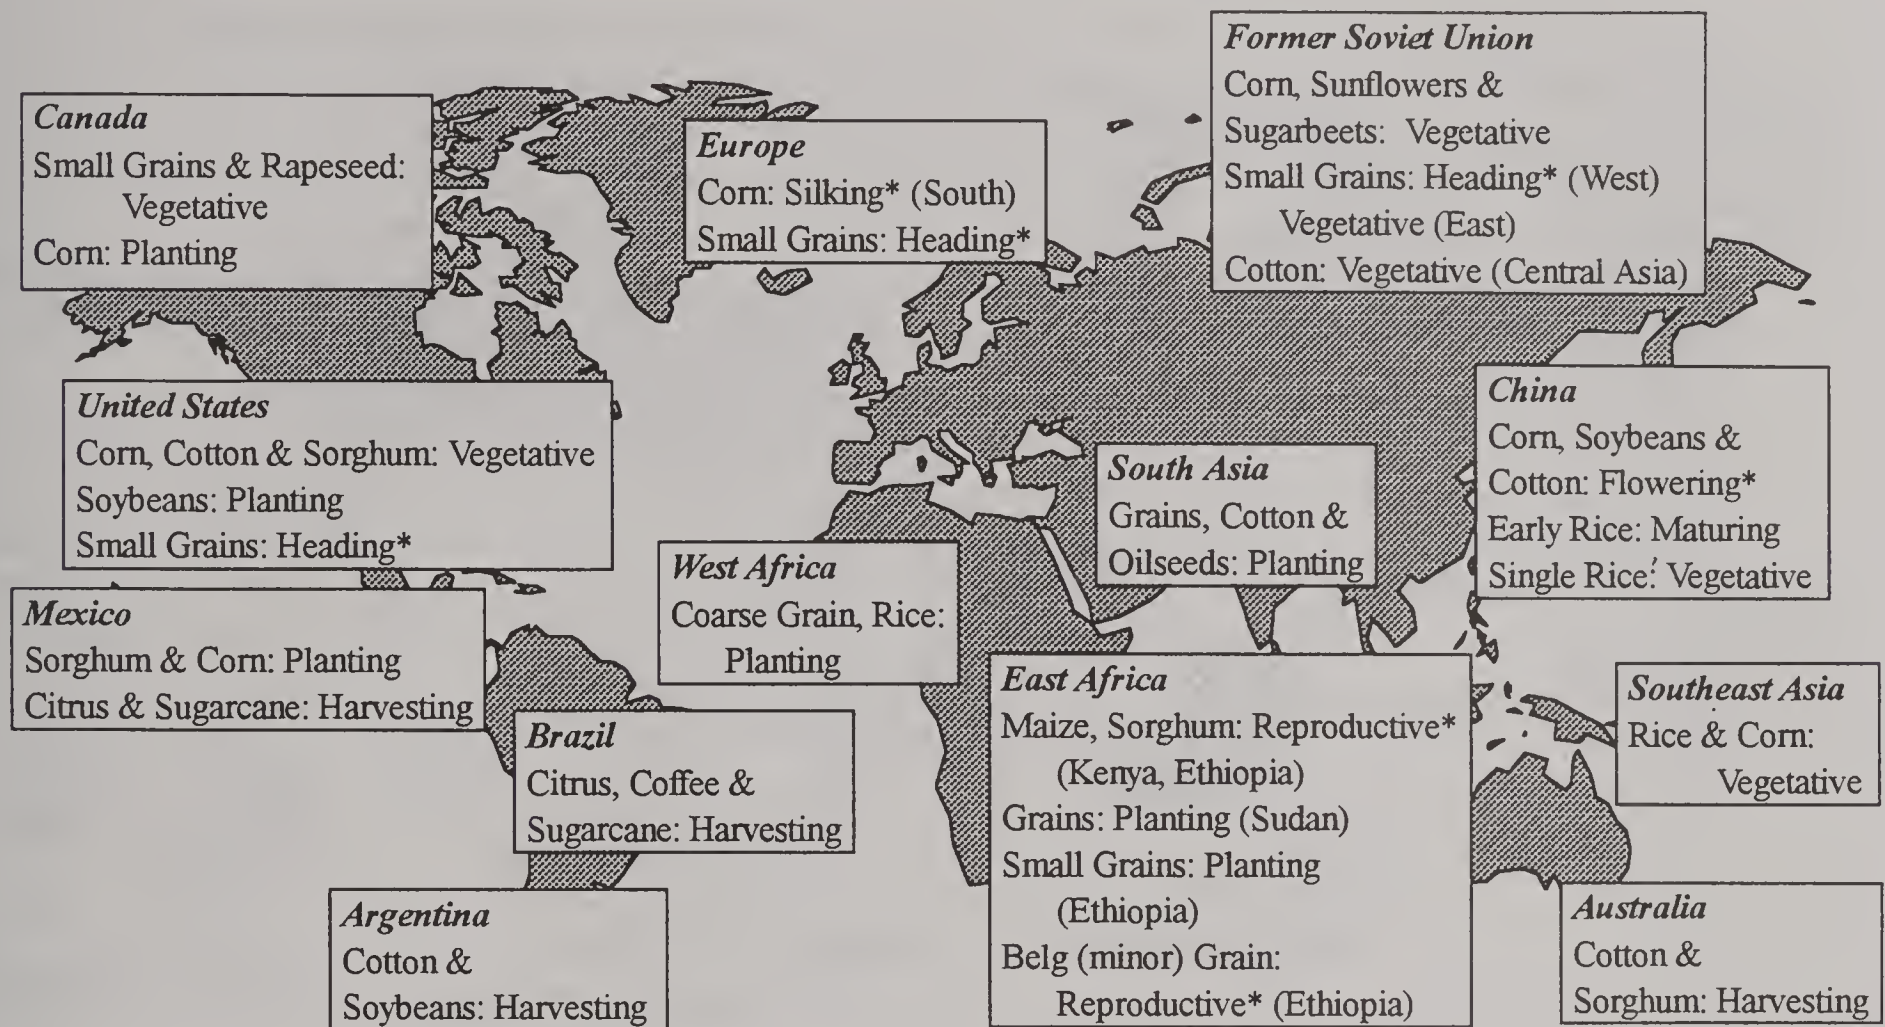 Former Soviet Union
Corn, Sunflowers &
Sugarbeets: Vegetative
Small Grains: Heading* (West)
Vegetative (East)
Cotton: Vegetative (Central Asia)
Canada
Small Grains & Rapeseed:
Vegetative
Corn: Planting
Europe
Corn: Silking* (South)
Small Grains: Heading*
United States
Corn, Cotton & Sorghum: Vegetative
Soybeans: Planting
Small Grains: Heading*
China
Corn, Soybeans &
Cotton: Flowering*
Early Rice: Maturing
Single Rice: Vegetative
South Asia
Grains, Cotton &
Oilseeds: Planting
West Africa
Coarse Grain, Rice:
Planting
Mexico
Sorghum & Corn: Planting
Citrus & Sugarcane: Harvesting
East Africa
Maize, Sorghum: Reproductive*
(Kenya, Ethiopia)
Grains: Planting (Sudan)
Small Grains: Planting
(Ethiopia)
Belg (minor) Grain:
Reproductive* (Ethiopia)
Southeast Asia
Rice & Corn:
Vegetative
Brazil
Citrus, Coffee &
Sugarcane: Harvesting
Argentina
Cotton &
Soybeans: Harvesting
Australia
Cotton &
Sorghum: Harvesting